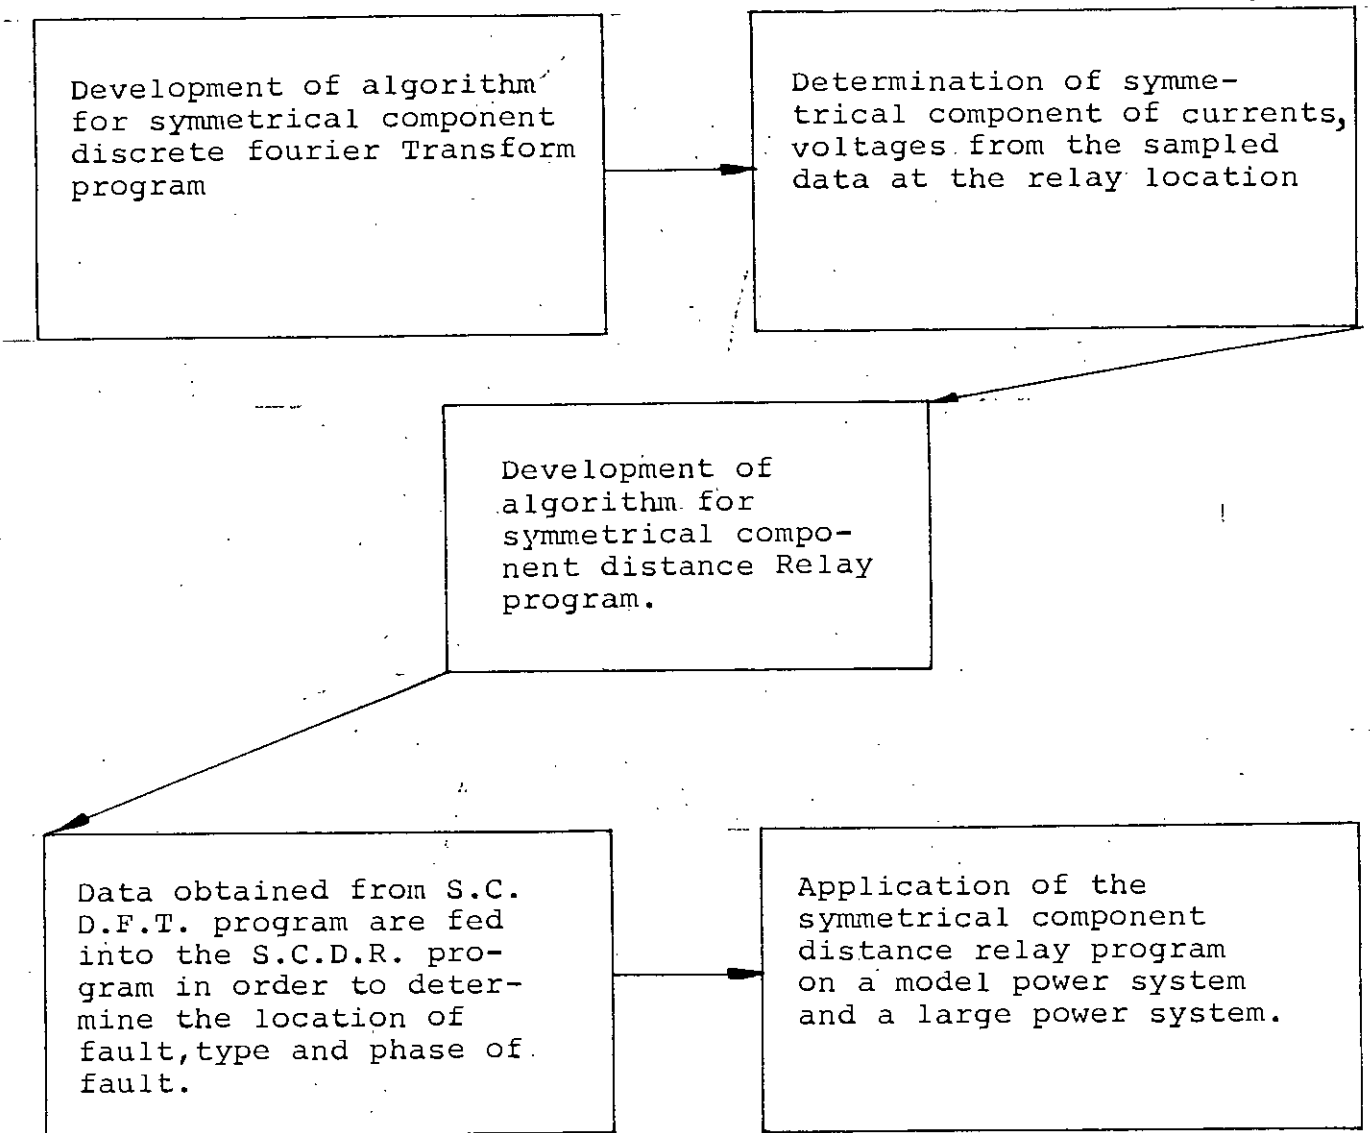 Development of algorithm
for symmetrical component
discrete fourier Transform
program
Determination of symme-
trical component of currents,
voltages from the sampled
data at the relay location
Development of
algorithm for
symmetrical compo-
nent distance Relay
program.
Data obtained from S.C.
D.F.T. program are fed
into the S.C.D.R. pro-
gram in order to deter-
mine the location of
fault,type and phase of
fault.
Application of the
symmetrical component
distance relay program
on a model power system
and a large power system.